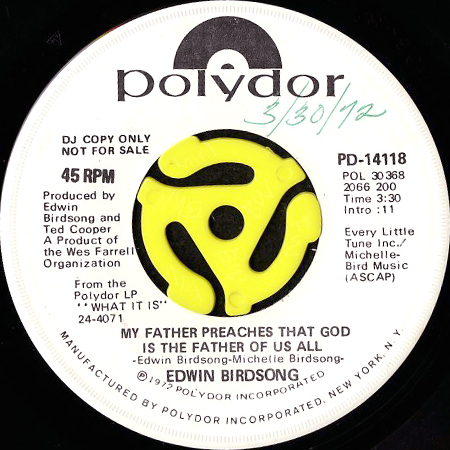 polydor
3/30/72
DJ COPY ONLY
NOT FOR SALE
45 RPM
Produced by
Edwin
Birdsong and
Ted Cooper
A Product of
the Wes Farrell
Organization
From the
Polydor LP
''WHAT IT IS''
24-4071
PD-14118
POL 30 368
2066 200
Time 3:30
Intro :11
Every Little
Tune Inc./
Michelle-
Bird Music
(ASCAP)
MY FATHER PREACHES THAT GOD
IS THE FATHER OF US ALL
-Edwin Birdsong-Michelle Birdsong-
EDWIN BIRDSONG
℗1972 POLYDOR INCORPORATED
MANUFACTURED BY POLYDOR INCORPORATED, NEW YORK, N.Y.